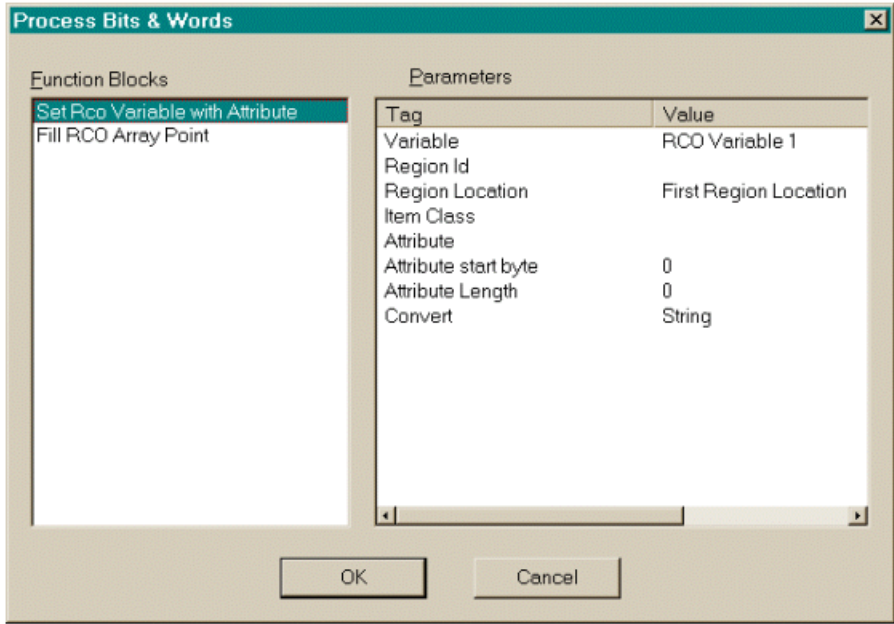 Process Bits & Words
Function Blocks
Parameters
Set Rco Variable with Attribute
Fill RCO Array Point
Tag Value
Variable RCO Variable 1
Region Id
Region Location First Region Location
Item Class
Attribute
Attribute start byte 0
Attribute Length 0
Convert String
OK Cancel